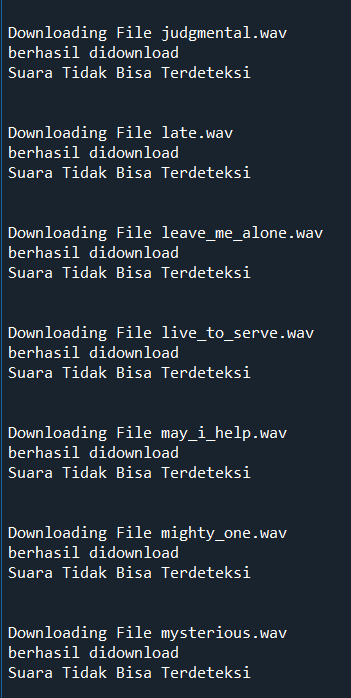 Downloading File judgmental.wav
berhasil didownload
Suara Tidak Bisa Terdeteksi
Downloading File late.wav
berhasil didownload
Suara Tidak Bisa Terdeteksi
Downloading File leave_me_alone.wav
berhasil didownload
Suara Tidak Bisa Terdeteksi
Downloading File live_to_serve.wav
berhasil didownload
Suara Tidak Bisa Terdeteksi
Downloading File may_i_help.wav
berhasil didownload
Suara Tidak Bisa Terdeteksi
Downloading File mighty_one.wav
berhasil didownload
Suara Tidak Bisa Terdeteksi
Downloading File mysterious.wav
berhasil didownload
Suara Tidak Bisa Terdeteksi